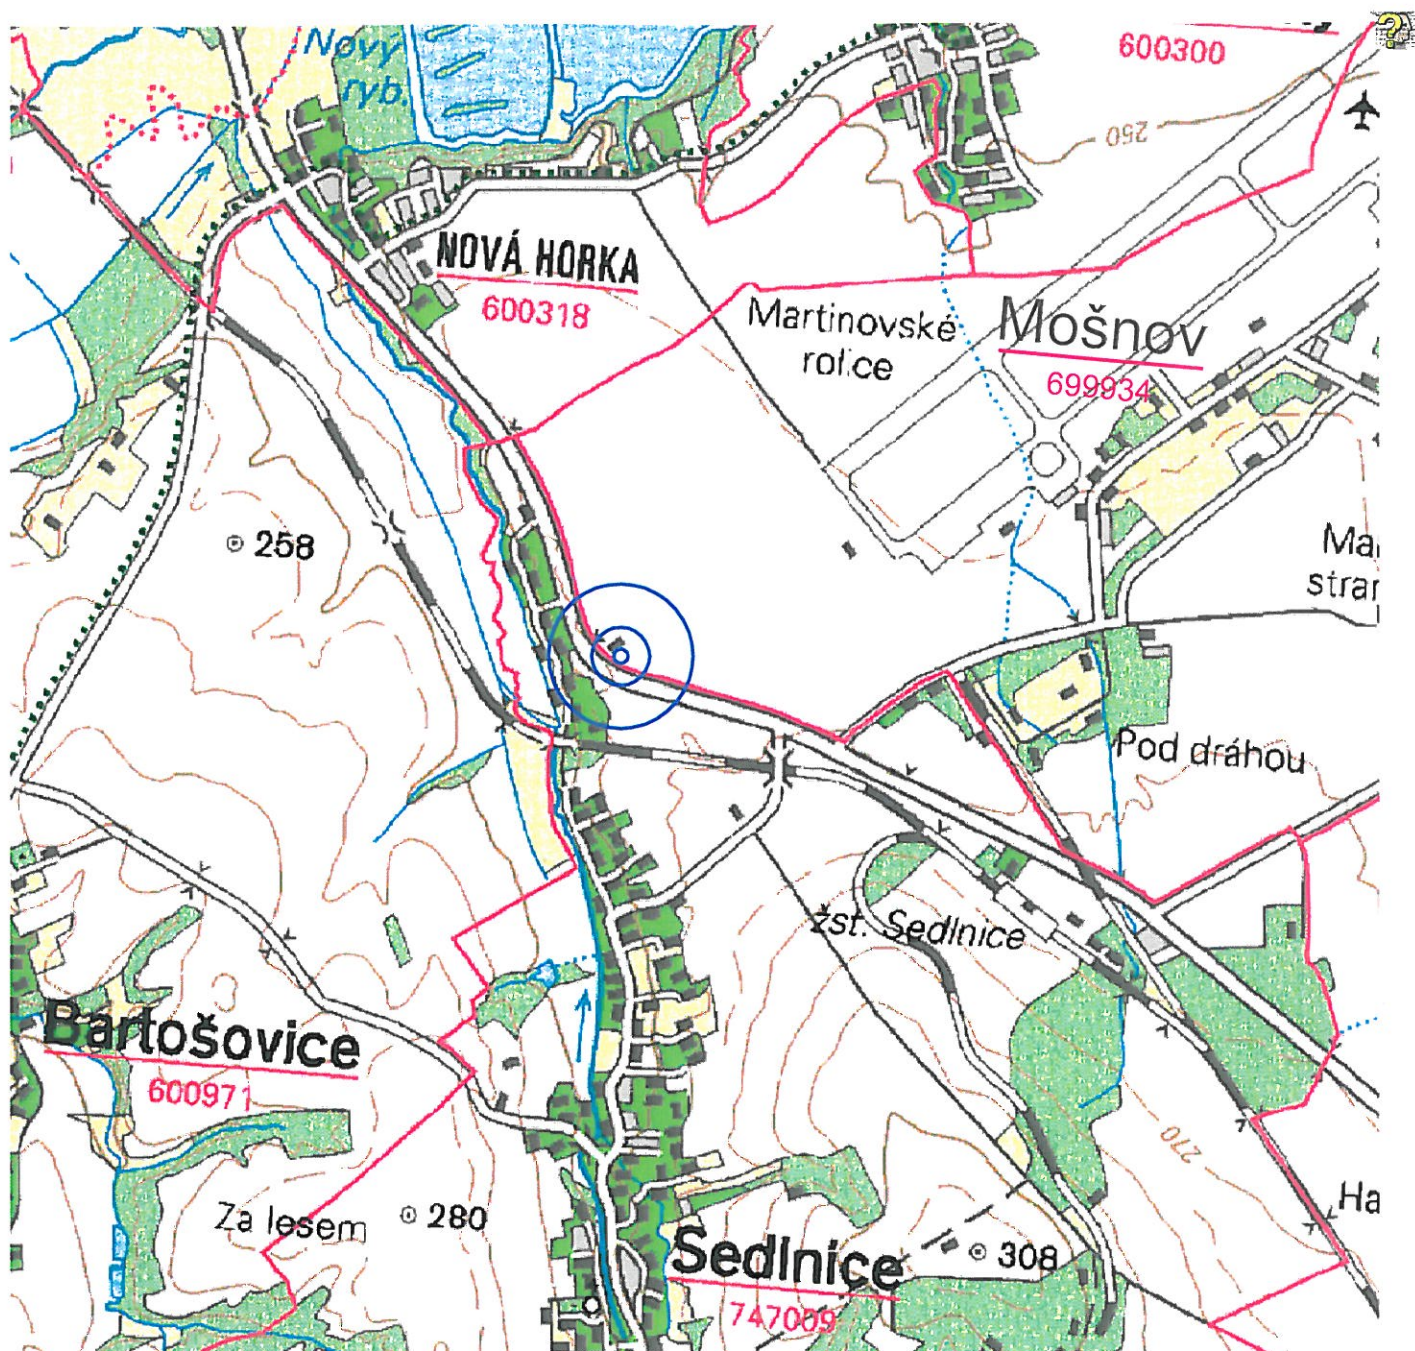 Nový
ryb.
600300
250
NOVÁ HORKA
600318
Martinovské
rolice
Mošnov
699934
258
Ma
stran
Pod dráhou
žst. Sedlnice
Bartošovice
600971
270
Za lesem
280
Ha
Sedlnice
308
747009